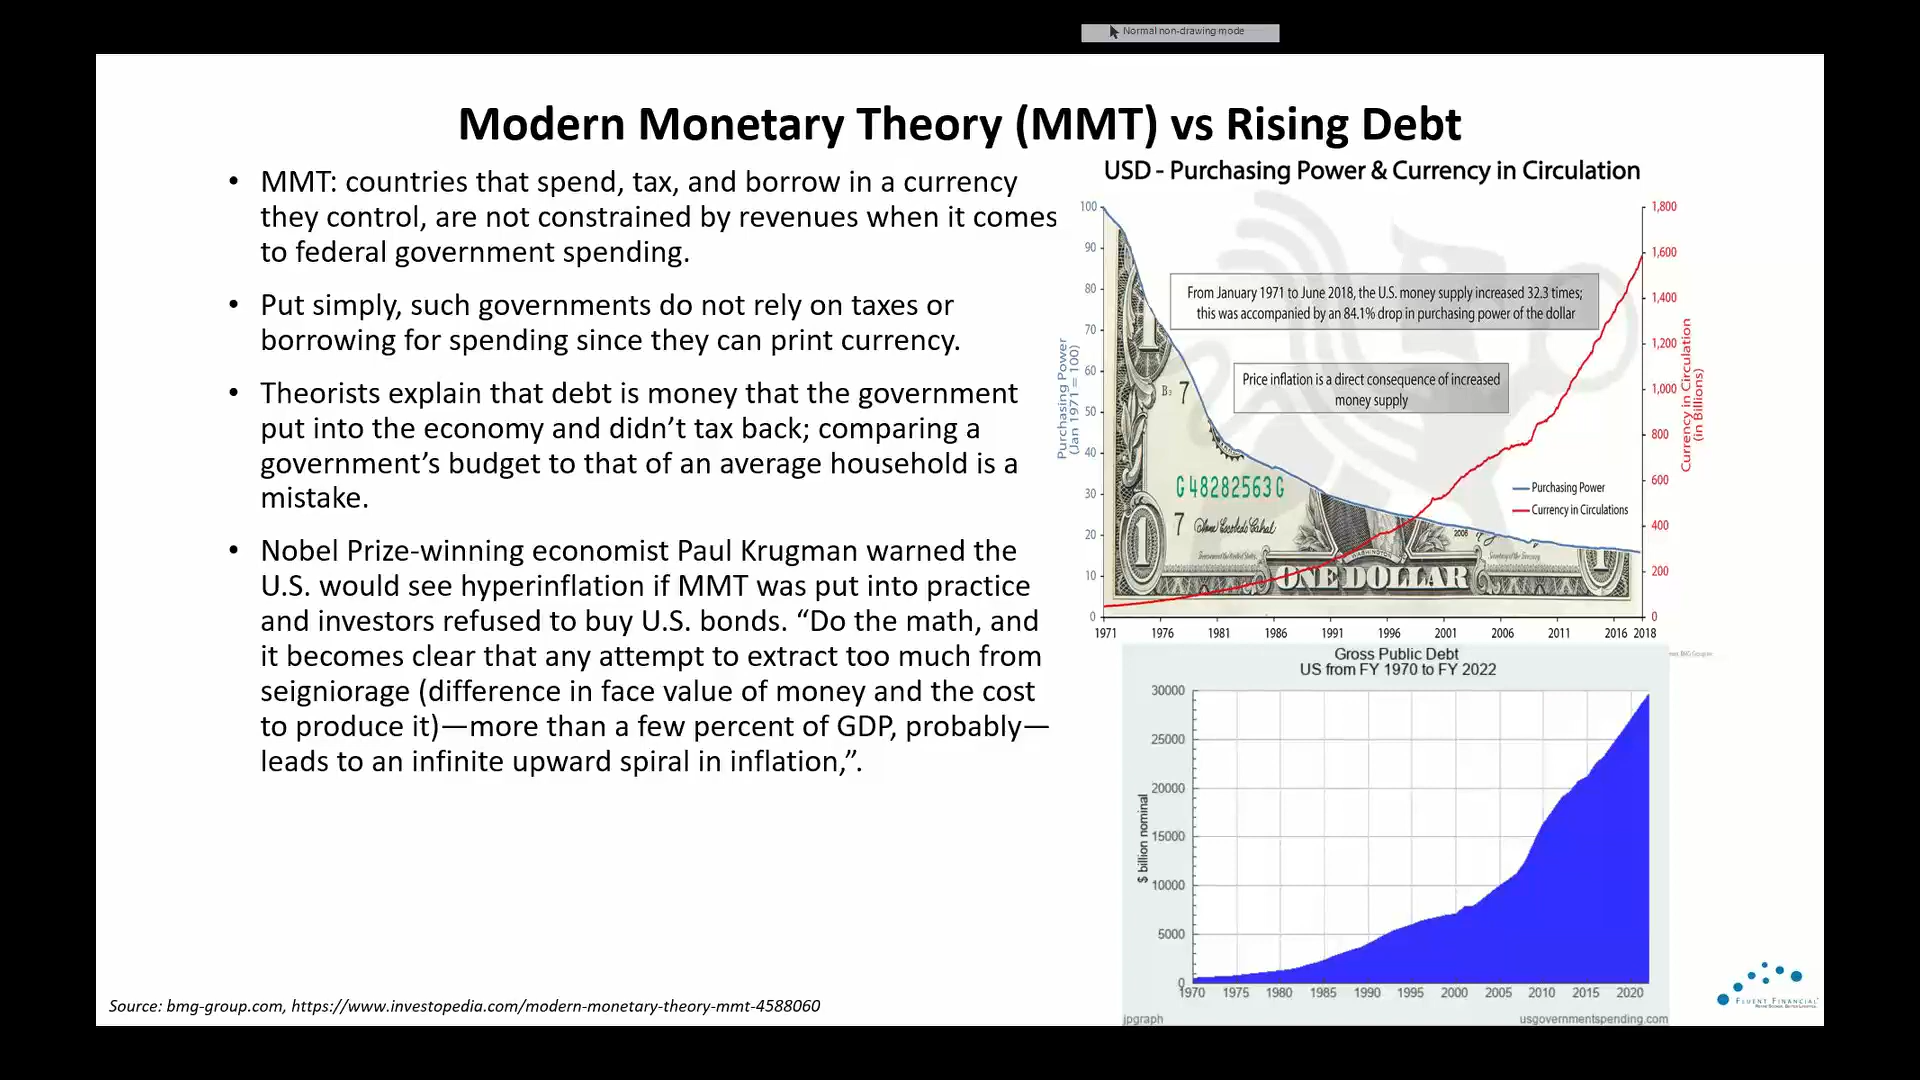 Normal non-drawing mode
Modern Monetary Theory (MMT) vs Rising Debt
• MMT: countries that spend, tax, and borrow in a currency
they control, are not constrained by revenues when it comes
to federal government spending.
• Put simply, such governments do not rely on taxes or
borrowing for spending since they can print currency.
• Theorists explain that debt is money that the government
put into the economy and didn’t tax back; comparing a
government’s budget to that of an average household is a
mistake.
• Nobel Prize-winning economist Paul Krugman warned the
U.S. would see hyperinflation if MMT was put into practice
and investors refused to buy U.S. bonds. “Do the math, and
it becomes clear that any attempt to extract too much from
seigniorage (difference in face value of money and the cost
to produce it)—more than a few percent of GDP, probably—
leads to an infinite upward spiral in inflation,”.
Source: bmg-group.com, https://www.investopedia.com/modern-monetary-theory-mmt-4588060
USD - Purchasing Power & Currency in Circulation
Purchasing Power
(Jan 1971 = 100)
100
90
80
70
60
50
40
30
20
10
0
From January 1971 to June 2018, the U.S. money supply increased 32.3 times;
this was accompanied by an 84.1% drop in purchasing power of the dollar
Price inflation is a direct consequence of increased
money supply
Purchasing Power
Currency in Circulations
G 48282563 G
7
7
1
2006
WASHINGTON
ONE DOLLAR
1
1,800
1,600
1,400
1,200
1,000
800
600
400
200
0
Currency in Circulation
(in Billions)
1971 1976 1981 1986 1991 1996 2001 2006 2011 2016 2018
Gross Public Debt
US from FY 1970 to FY 2022
$ billion nominal
30000
25000
20000
15000
10000
5000
0
1970 1975 1980 1985 1990 1995 2000 2005 2010 2015 2020
jpgraph
usgovernmentspending.com
FLUENT FINANCIAL